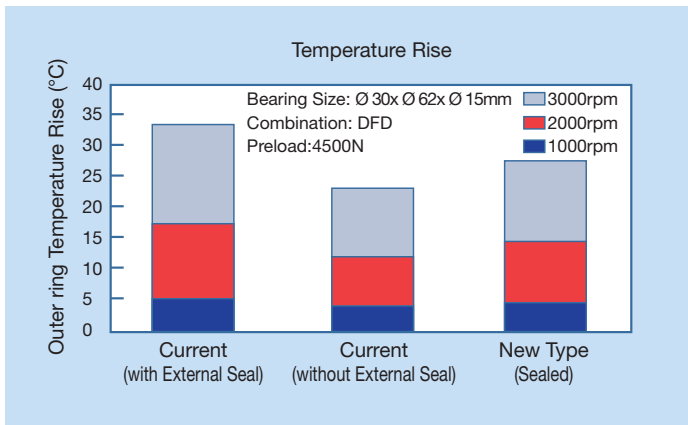 Temperature Rise
Outer ring Temperature Rise (°C)
40
35
30
25
20
15
10
5
0
Bearing Size: Ø 30x Ø 62x Ø 15mm
Combination: DFD
Preload:4500N
3000rpm
2000rpm
1000rpm
Current
(with External Seal)
Current
(without External Seal)
New Type
(Sealed)